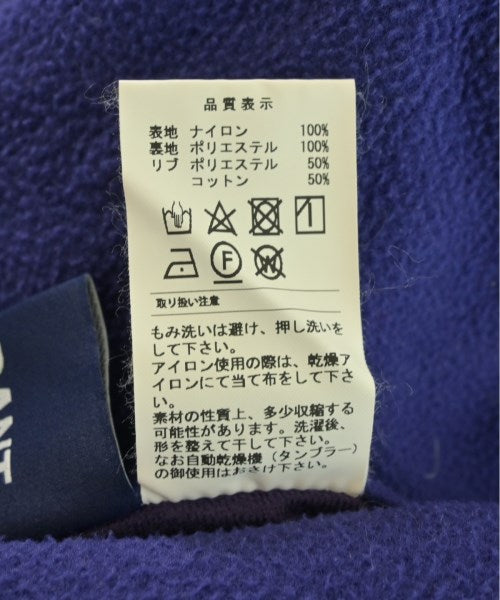 品質表示
表地 ナイロン 100%
裏地 ポリエステル 100%
リブ ポリエステル 50%
コットン 50%
F
W
取り扱い注意
もみ洗いは避け、押し洗いを
して下さい。
アイロン使用の際は、乾燥ア
イロンにて当て布をして下さ
い。
素材の性質上、多少収縮する
可能性があります。洗濯後、
形を整えて干して下さい。
なお自動乾燥機（タンブラー）
の御使用はおさけ下さい。